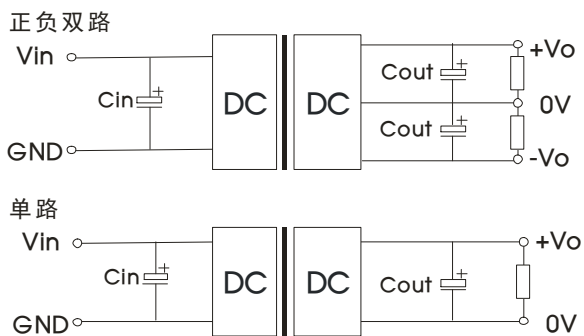 正负双路
Vin
+Vo
Cout
+
Cin
+
DC
DC
0V
Cout
+
GND
-Vo
单路
Vin
+Vo
Cin
+
DC
DC
Cout
+
GND
0V